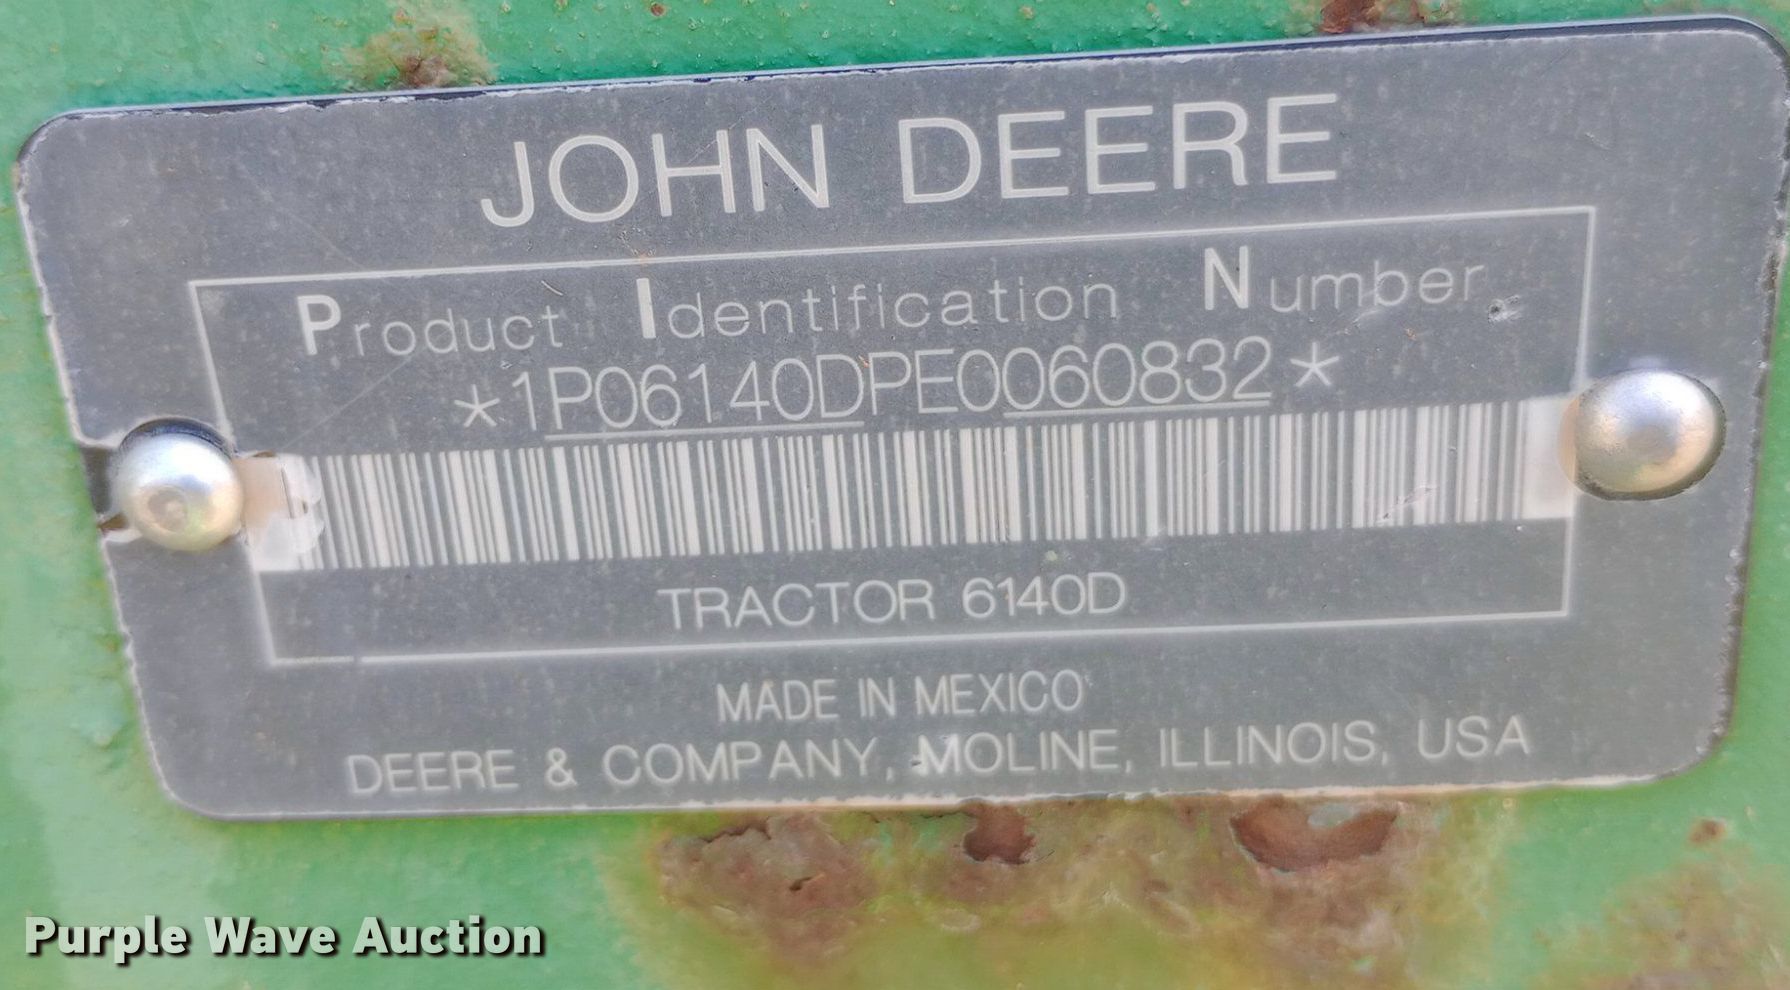 JOHN DEERE
Product Identification Number
*1P06140DPE0060832*
TRACTOR 6140D
MADE IN MEXICO
DEERE & COMPANY, MOLINE, ILLINOIS, USA
Purple Wave Auction